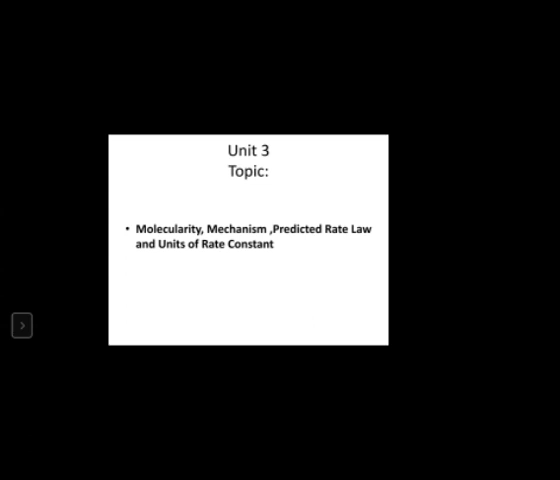 Unit 3
Topic:
• Molecularity, Mechanism ,Predicted Rate Law
and Units of Rate Constant